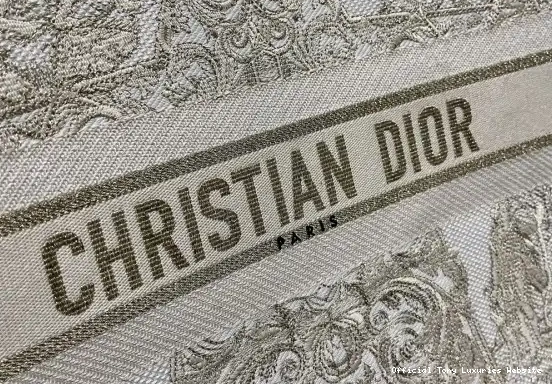 CHRISTIAN DIOR
PARIS
Official Tony Luxuries Website